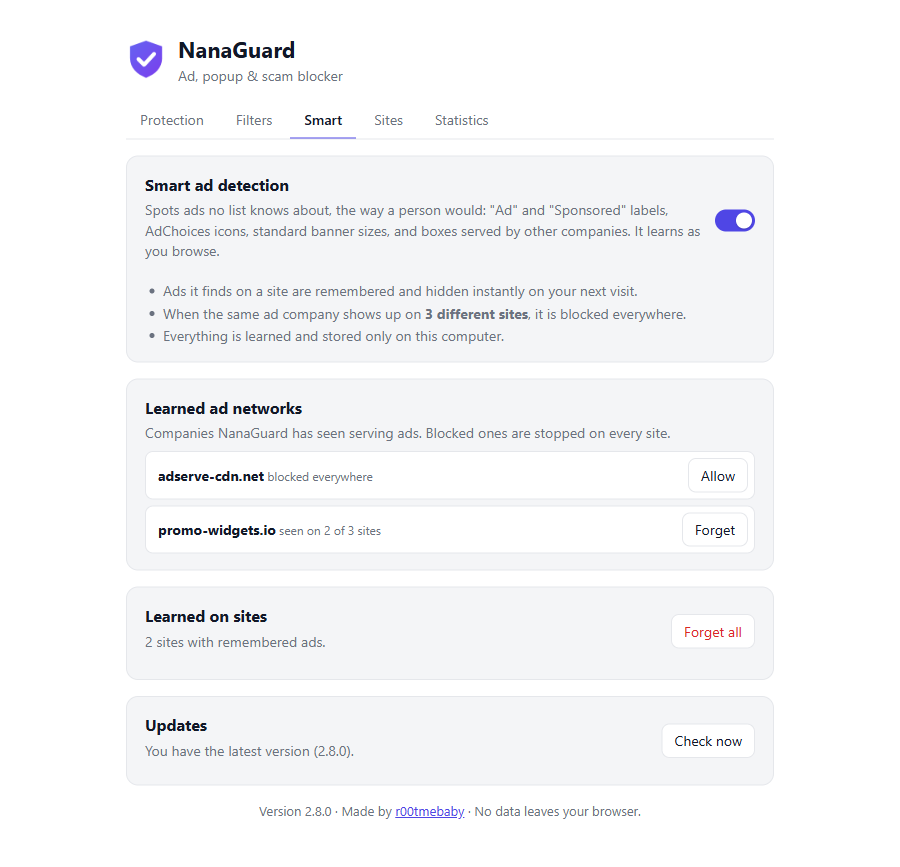 NanaGuard
Ad, popup & scam blocker
Protection Filters Smart Sites Statistics
Smart ad detection
Spots ads no list knows about, the way a person would: "Ad" and "Sponsored" labels,
AdChoices icons, standard banner sizes, and boxes served by other companies. It learns as
you browse.
• Ads it finds on a site are remembered and hidden instantly on your next visit.
• When the same ad company shows up on 3 different sites, it is blocked everywhere.
• Everything is learned and stored only on this computer.
Learned ad networks
Companies NanaGuard has seen serving ads. Blocked ones are stopped on every site.
adserve-cdn.net blocked everywhere Allow
promo-widgets.io seen on 2 of 3 sites Forget
Learned on sites
2 sites with remembered ads.
Forget all
Updates
You have the latest version (2.8.0).
Check now
Version 2.8.0 · Made by r00tmebaby · No data leaves your browser.